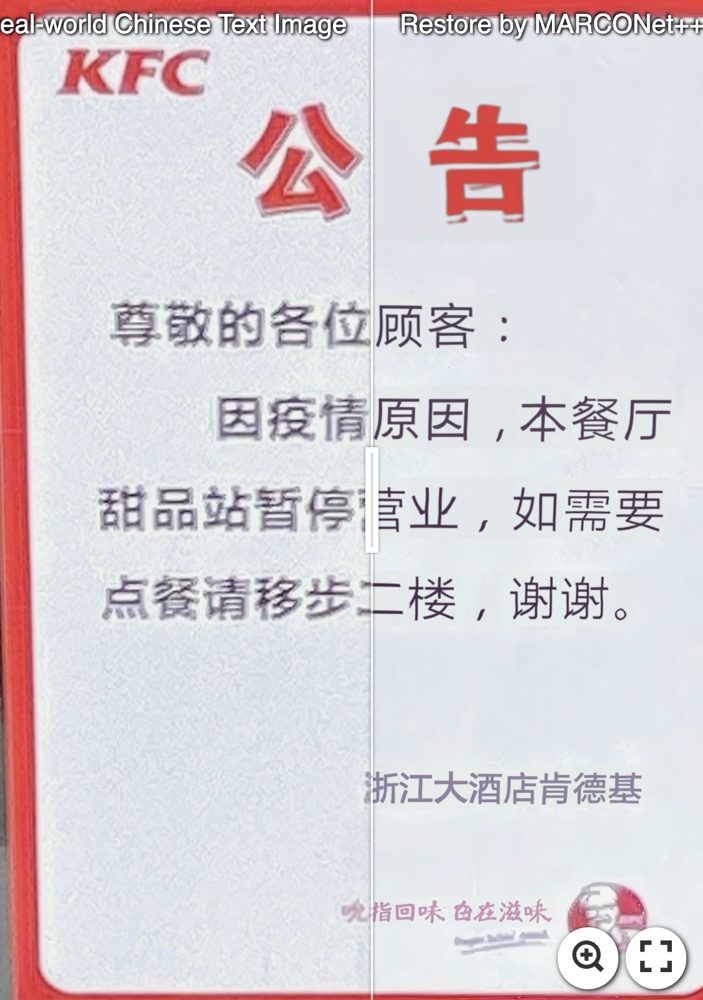 eal-world Chinese Text Image
Restore by MARCONet++
KFC
公告
尊敬的各位顾客：
因疫情原因，本餐厅
甜品站暂停营业，如需要
点餐请移步二楼，谢谢。
浙江大酒店肯德基
吮指回味 自在滋味